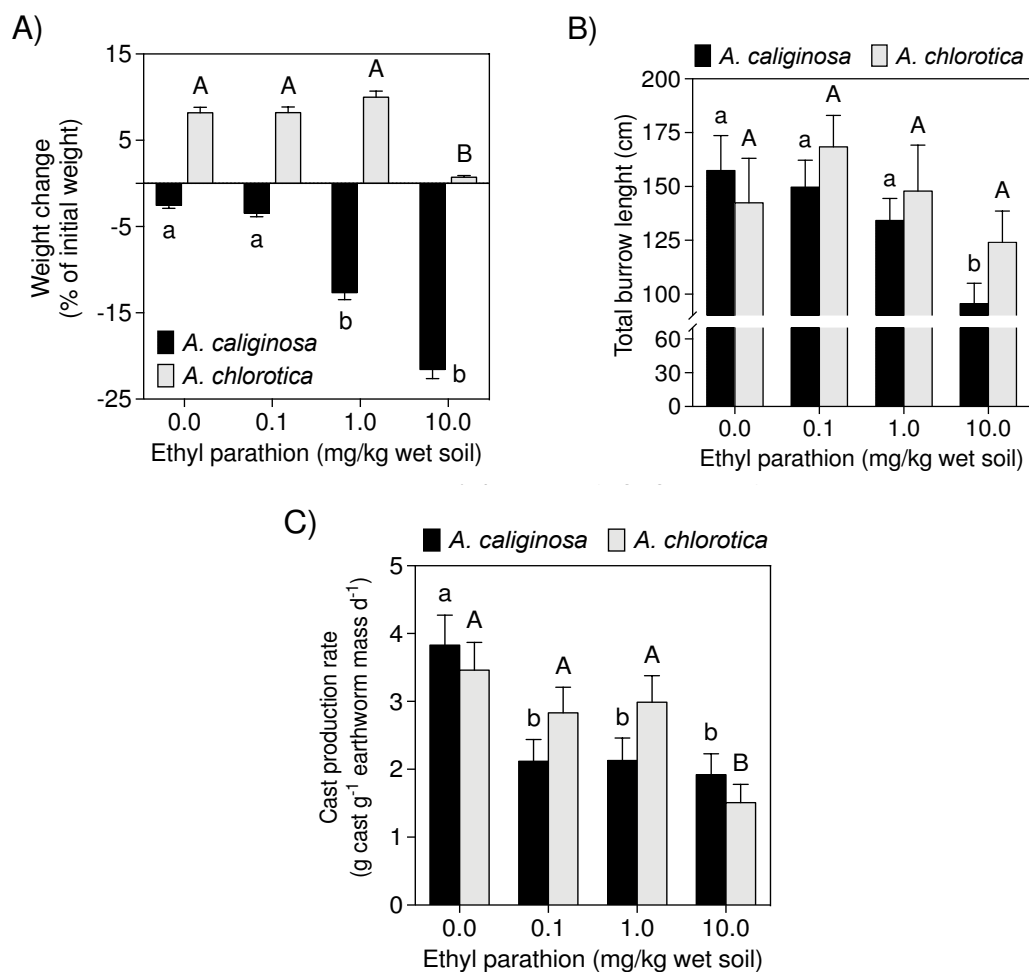 A)
15
5
-5
-15
-25
Weight change
(% of initial weight)
A
A
A
B
a
a
b
b
A. caliginosa
A. chlorotica
0.0 0.1 1.0 10.0
Ethyl parathion (mg/kg wet soil)
B)
A. caliginosa A. chlorotica
200
175
150
125
100
60
30
0
Total burrow lenght (cm)
a
A
a
A
a
A
b
A
0.0 0.1 1.0 10.0
Ethyl parathion (mg/kg wet soil)
C)
A. caliginosa A. chlorotica
5
4
3
2
1
0
Cast production rate
(g cast g⁻¹ earthworm mass d⁻¹)
a
A
b
A
b
A
b
B
0.0 0.1 1.0 10.0
Ethyl parathion (mg/kg wet soil)